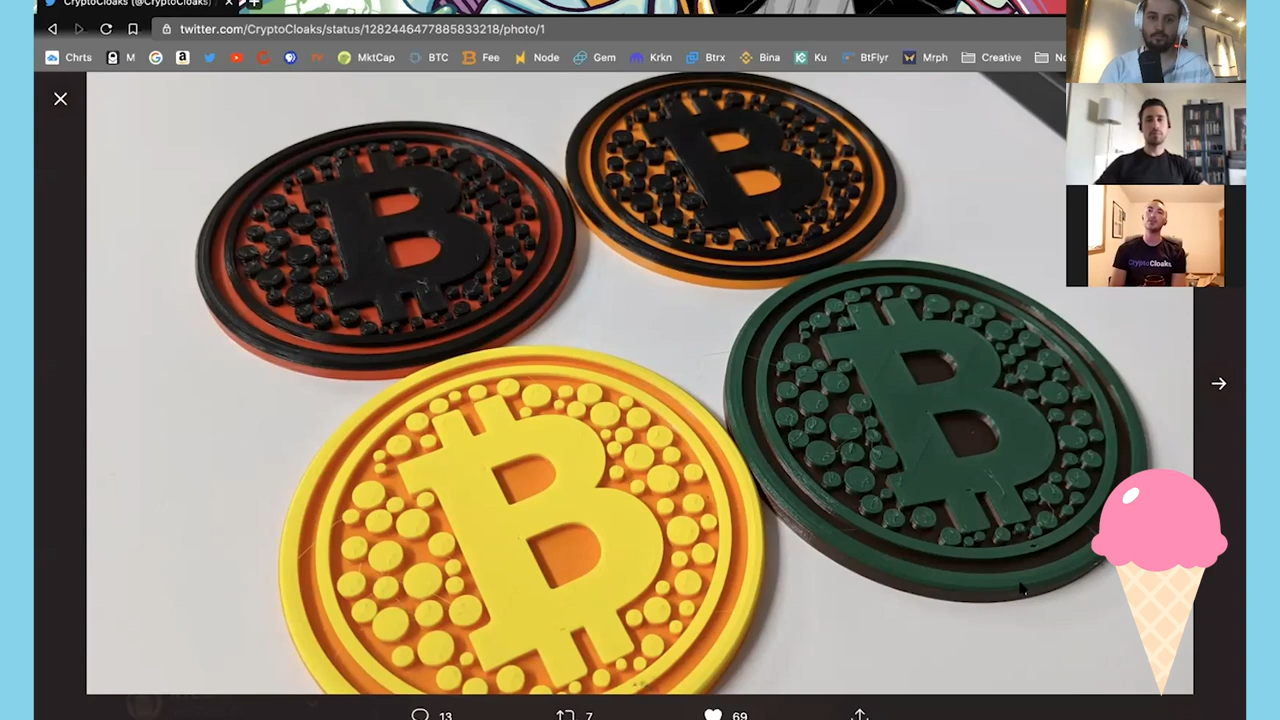 CryptoCloaks (@CryptoCloaks)
twitter.com/CryptoCloaks/status/1282446477885833218/photo/1
Chrts M MktCap BTC Fee Node Gem Krkn Btrx Bina Ku BtFlyr Mrph Creative
CryptoCloaks
13 7 69